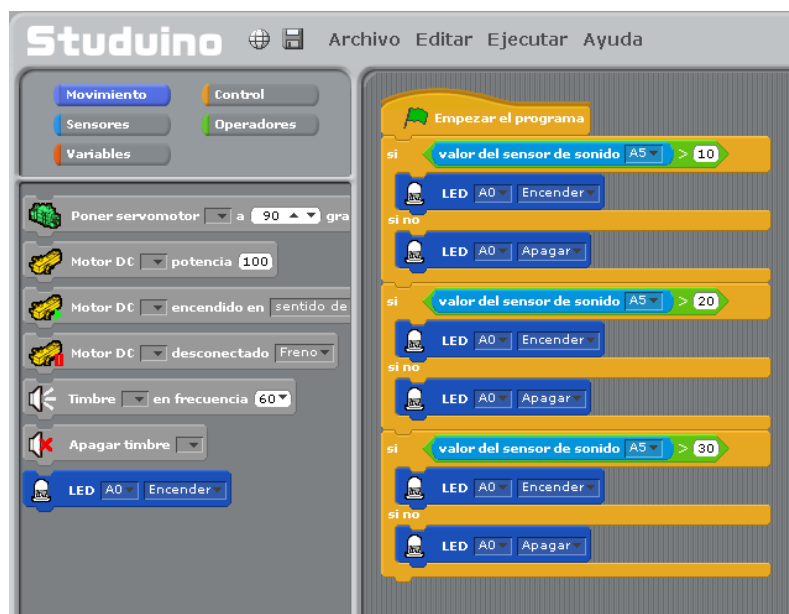 Studuino Archivo Editar Ejecutar Ayuda
Movimiento Control
Sensores Operadores
Variables
Poner servomotor a 90 gra
Motor DC potencia 100
Motor DC encendido en sentido de
Motor DC desconectado Freno
Timbre en frecuencia 60
Apagar timbre
LED A0 Encender
Empezar el programa
si valor del sensor de sonido A5 > 10
LED A0 Encender
si no
LED A0 Apagar
si valor del sensor de sonido A5 > 20
LED A0 Encender
si no
LED A0 Apagar
si valor del sensor de sonido A5 > 30
LED A0 Encender
si no
LED A0 Apagar